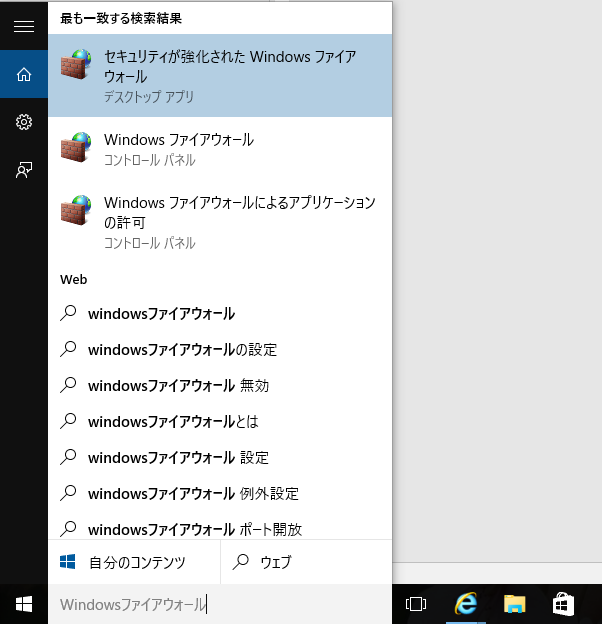 最も一致する検索結果
セキュリティが強化された Windows ファイア
ウォール
デスクトップ アプリ
Windows ファイアウォール
コントロール パネル
Windows ファイアウォールによるアプリケーション
の許可
コントロール パネル
Web
windowsファイアウォール
windowsファイアウォールの設定
windowsファイアウォール 無効
windowsファイアウォールとは
windowsファイアウォール 設定
windowsファイアウォール 例外設定
windowsファイアウォール ポート開放
自分のコンテンツ
ウェブ
Windowsファイアウォール